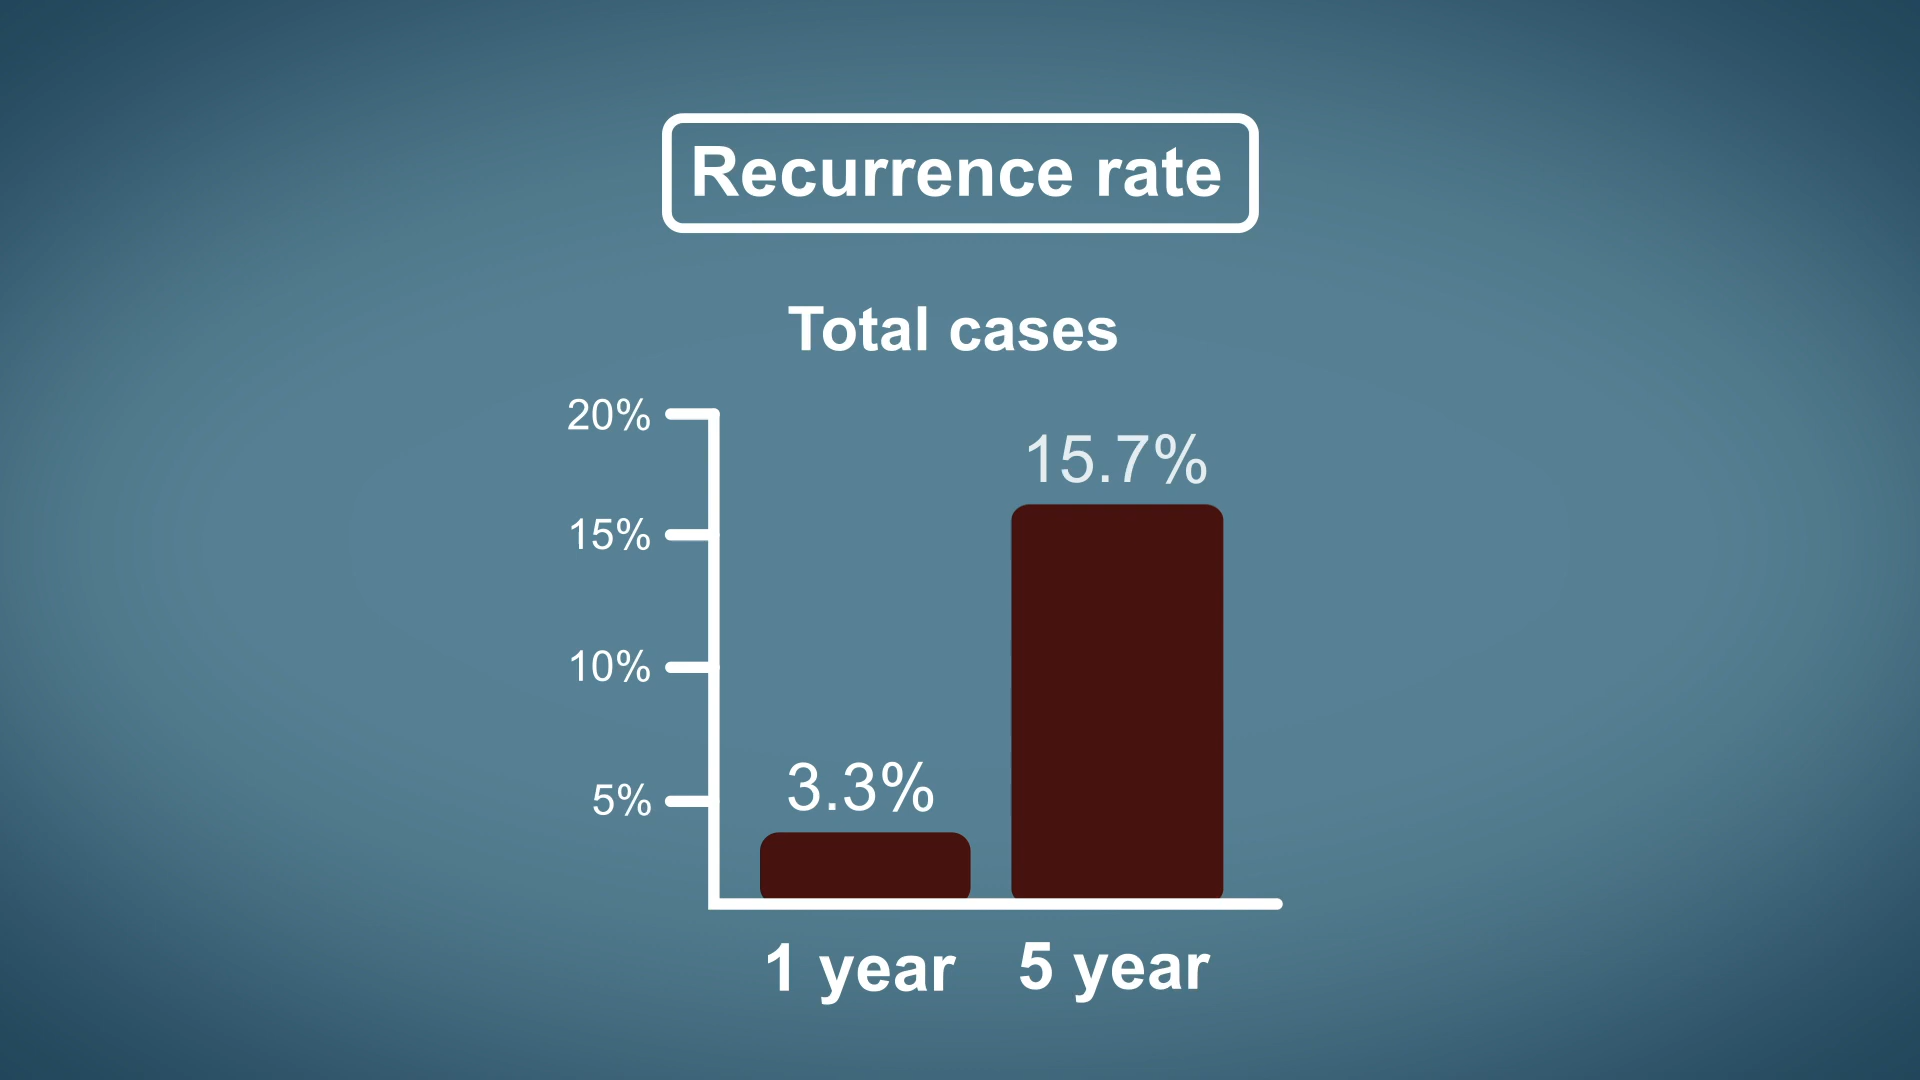 Recurrence rate
Total cases
20%
15.7%
15%
10%
5%
3.3%
1 year 5 year